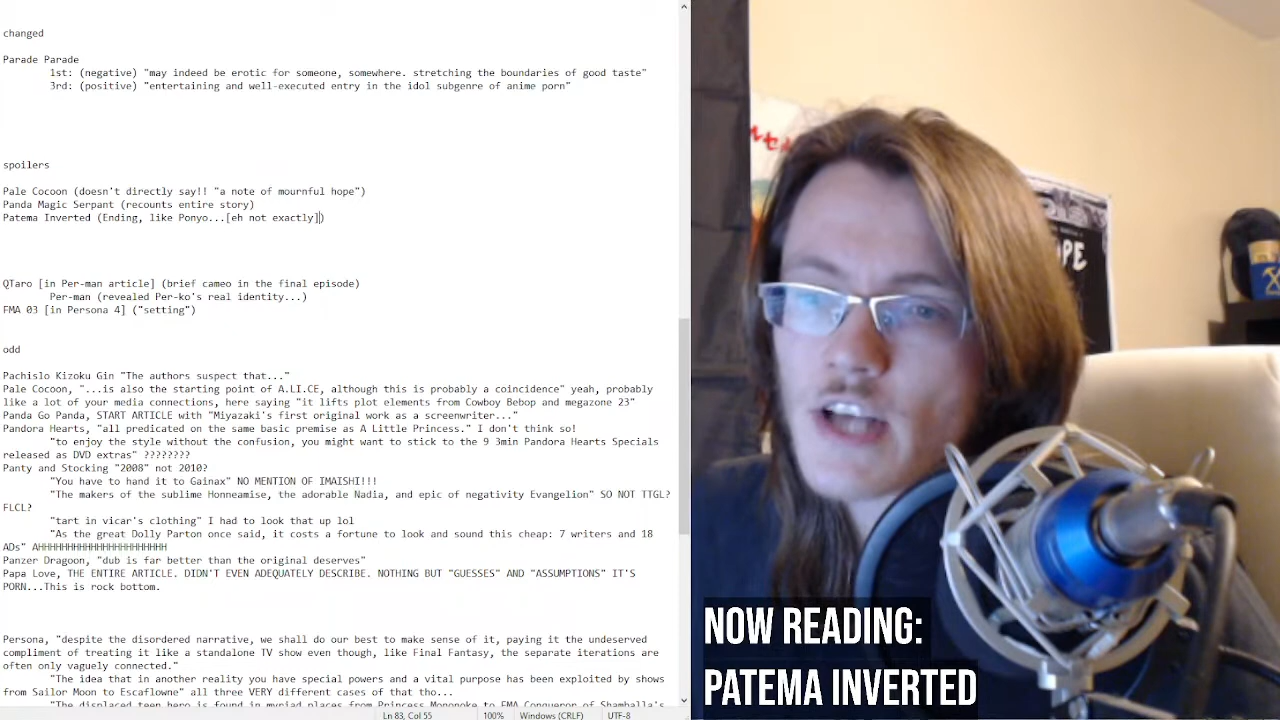 changed
Parade Parade
1st: (negative) "may indeed be erotic for someone, somewhere. stretching the boundaries of good taste"
3rd: (positive) "entertaining and well-executed entry in the idol subgenre of anime porn"
spoilers
Pale Cocoon (doesn't directly say!! "a note of mournful hope")
Panda Magic Serpant (recounts entire story)
Patema Inverted (Ending, like Ponyo...[eh not exactly])
QTaro [in Per-man article] (brief cameo in the final episode)
Per-man (revealed Per-ko's real identity...)
FMA 03 [in Persona 4] ("setting")
odd
Pachislo Kizoku Gin "The authors suspect that..."
Pale Cocoon, "...is also the starting point of A.LI.CE, although this is probably a coincidence" yeah, probably
like a lot of your media connections, here saying "it lifts plot elements from Cowboy Bebop and megazone 23"
Panda Go Panda, START ARTICLE with "Miyazaki's first original work as a screenwriter..."
Pandora Hearts, "all predicated on the same basic premise as A Little Princess." I don't think so!
"to enjoy the style without the confusion, you might want to stick to the 9 3min Pandora Hearts Specials
released as DVD extras" ????????
Panty and Stocking "2008" not 2010?
"You have to hand it to Gainax" NO MENTION OF IMAISHI!!!
"The makers of the sublime Honneamise, the adorable Nadia, and epic of negativity Evangelion" SO NOT TTGL?
FLCL?
"tart in vicar's clothing" I had to look that up lol
"As the great Dolly Parton once said, it costs a fortune to look and sound this cheap: 7 writers and 18
ADs" AHHHHHHHHHHHHHHHHHHHHHH
Panzer Dragoon, "dub is far better than the original deserves"
Papa Love, THE ENTIRE ARTICLE. DIDN'T EVEN ADEQUATELY DESCRIBE. NOTHING BUT "GUESSES" AND "ASSUMPTIONS" IT'S
PORN...This is rock bottom.
Persona, "despite the disordered narrative, we shall do our best to make sense of it, paying it the undeserved
compliment of treating it like a standalone TV show even though, like Final Fantasy, the separate iterations are
often only vaguely connected."
"The idea that in another reality you have special powers and a vital purpose has been exploited by shows
from Sailor Moon to Escaflowne" all three VERY different cases of that tho...
"The displaced teen hero is found in myriad places from Princess Mononoke to FMA Conqueror of Shamballa's
Ln 83, Col 55
100%
Windows (CRLF)
UTF-8
NOW READING:
PATEMA INVERTED